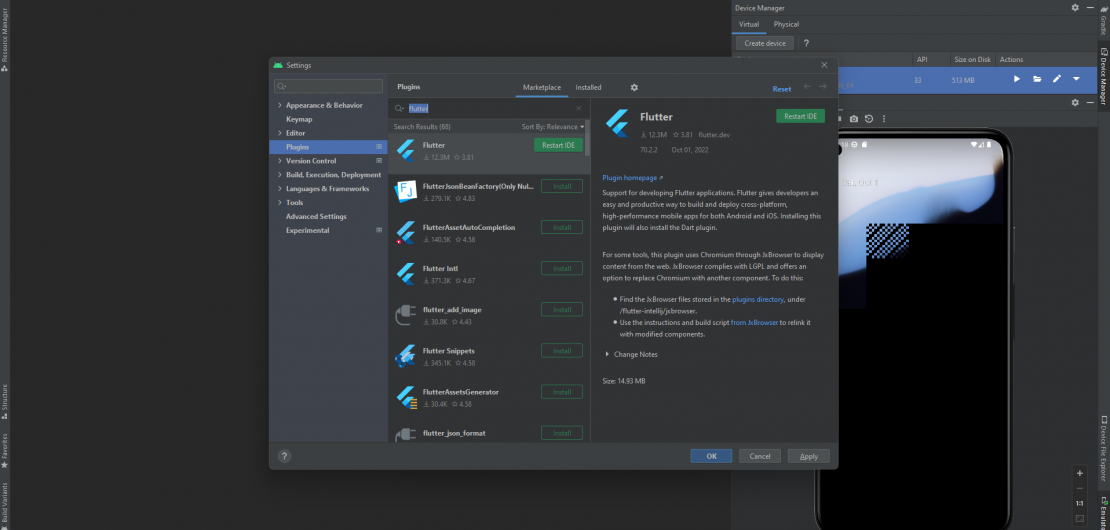 Resource Manager
Structure
Favorites
Build Variants
Settings
Appearance & Behavior
Keymap
Editor
Plugins
Version Control
Build, Execution, Deployment
Languages & Frameworks
Tools
Advanced Settings
Experimental
Plugins
Marketplace
Installed
Reset
flutter
Search Results (68)
Sort By: Relevance
Flutter
12.3M 3.81
Restart IDE
FlutterJsonBeanFactory(Only Nul...
279.1K 4.83
Install
FlutterAssetAutoCompletion
140.5K 4.58
Install
Flutter Intl
371.3K 4.67
Install
flutter_add_image
30.8K 4.43
Install
Flutter Snippets
345.1K 4.58
Install
FlutterAssetsGenerator
30.4K 4.58
Install
flutter_json_format
Install
Flutter
Restart IDE
12.3M 3.81 flutter.dev
70.2.2 Oct 01, 2022
Plugin homepage
Support for developing Flutter applications. Flutter gives developers an
easy and productive way to build and deploy cross-platform,
high-performance mobile apps for both Android and iOS. Installing this
plugin will also install the Dart plugin.
For some tools, this plugin uses Chromium through JxBrowser to display
content from the web. JxBrowser complies with LGPL and offers an
option to replace Chromium with another component. To do this:
Find the JxBrowser files stored in the plugins directory, under
/flutter-intellij/jxbrowser.
Use the instructions and build script from JxBrowser to relink it
with modified components.
Change Notes
Size: 14.93 MB
?
OK
Cancel
Apply
Device Manager
Virtual
Physical
Create device
?
API
Size on Disk
Actions
33
513 MB
1:1
Gradle
Device Manager
Device File Explorer